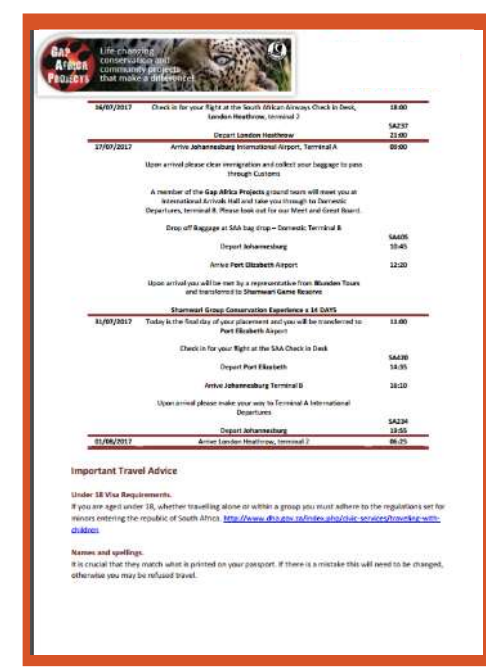 GAP
AFRICA
PROJECTS
Life-changing
conservation and
community projects
that make a difference!
16/07/2017 Check in for your flight at the South African Airways Check in Desk, 18:00
London Heathrow, terminal 2
SA237
Depart London Heathrow 21:00
17/07/2017 Arrive Johannesburg International Airport, Terminal A 09:00
Upon arrival please clear immigration and collect your baggage to pass
through Customs
A member of the Gap Africa Projects ground team will meet you at
International Arrivals Hall and take you through to Domestic
Departures, terminal B. Please look out for our Meet and Greet Board.
Drop off Baggage at SAA bag drop – Domestic Terminal B
SA405
Depart Johannesburg 10:45
Arrive Port Elizabeth Airport 12:20
Upon arrival you will be met by a representative from Blunden Tours
and transferred to Shamwari Game Reserve
Shamwari Group Conservation Experience x 14 DAYS
31/07/2017 Today is the final day of your placement and you will be transferred to 11:00
Port Elizabeth Airport
Check in for your flight at the SAA Check in Desk
Depart Port Elizabeth 14:35
Arrive Johannesburg Terminal B 16:10
Upon arrival please make your way to Terminal A International
Departures
SA234
Depart Johannesburg 19:55
01/08/2017 Arrive London Heathrow, terminal 2 06:25
Important Travel Advice
Under 18 Visa Requirements.
If you are aged under 18, whether travelling alone or within a group you must adhere to the regulations set for
minors entering the republic of South Africa. http://www.dha.gov.za/index.php/civic-services/traveling-with-
children
Names and spellings.
It is crucial that they match what is printed on your passport. If there is a mistake this will need to be changed,
otherwise you may be refused travel.